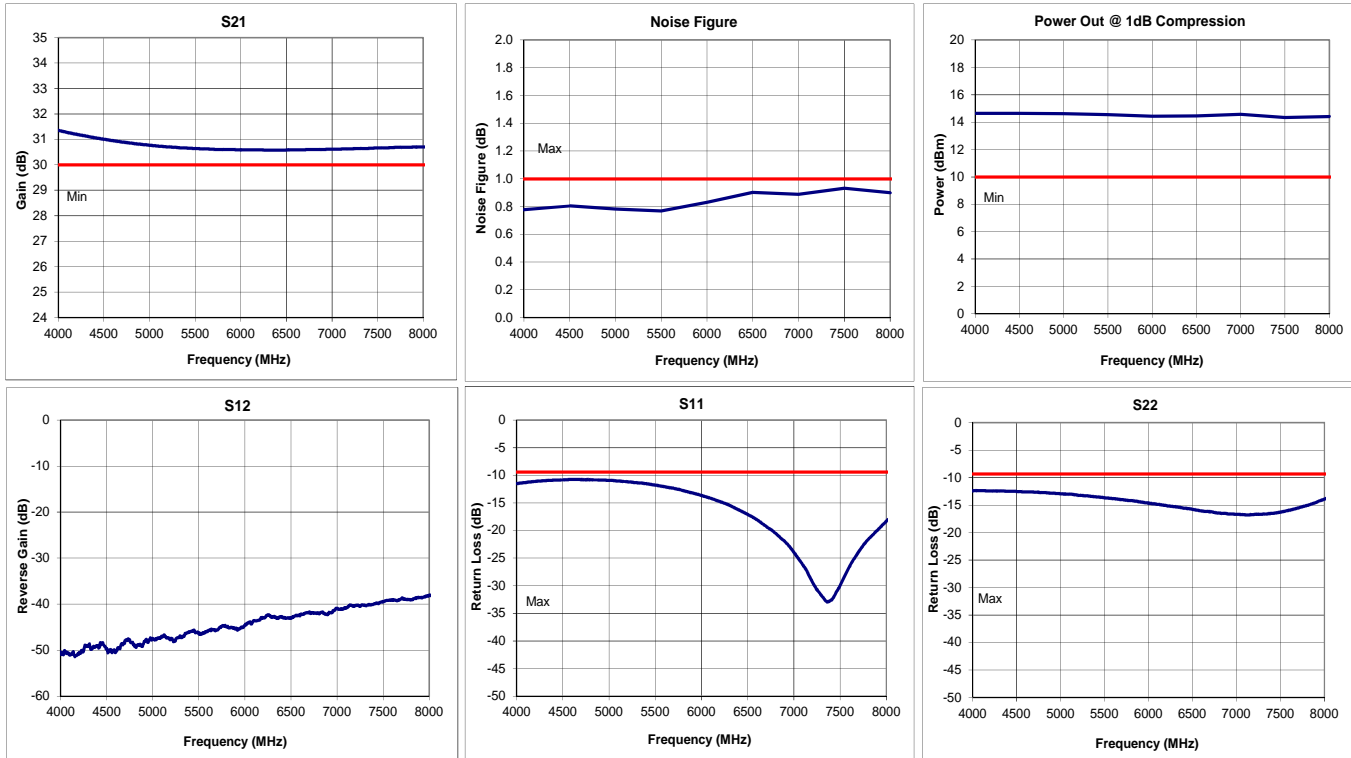 S21
Gain (dB)
35
34
33
32
31
30
29
28
27
26
25
24
Min
4000 4500 5000 5500 6000 6500 7000 7500 8000
Frequency (MHz)
Noise Figure
Noise Figure (dB)
2.0
1.8
1.6
1.4
1.2
1.0
0.8
0.6
0.4
0.2
0.0
Max
4000 4500 5000 5500 6000 6500 7000 7500 8000
Frequency (MHz)
Power Out @ 1dB Compression
Power (dBm)
20
18
16
14
12
10
8
6
4
2
0
Min
4000 4500 5000 5500 6000 6500 7000 7500 8000
Frequency (MHz)
S12
Reverse Gain (dB)
0
-10
-20
-30
-40
-50
-60
4000 4500 5000 5500 6000 6500 7000 7500 8000
Frequency (MHz)
S11
Return Loss (dB)
0
-5
-10
-15
-20
-25
-30
-35
-40
-45
-50
Max
4000 4500 5000 5500 6000 6500 7000 7500 8000
Frequency (MHz)
S22
Return Loss (dB)
0
-5
-10
-15
-20
-25
-30
-35
-40
-45
-50
Max
4000 4500 5000 5500 6000 6500 7000 7500 8000
Frequency (MHz)